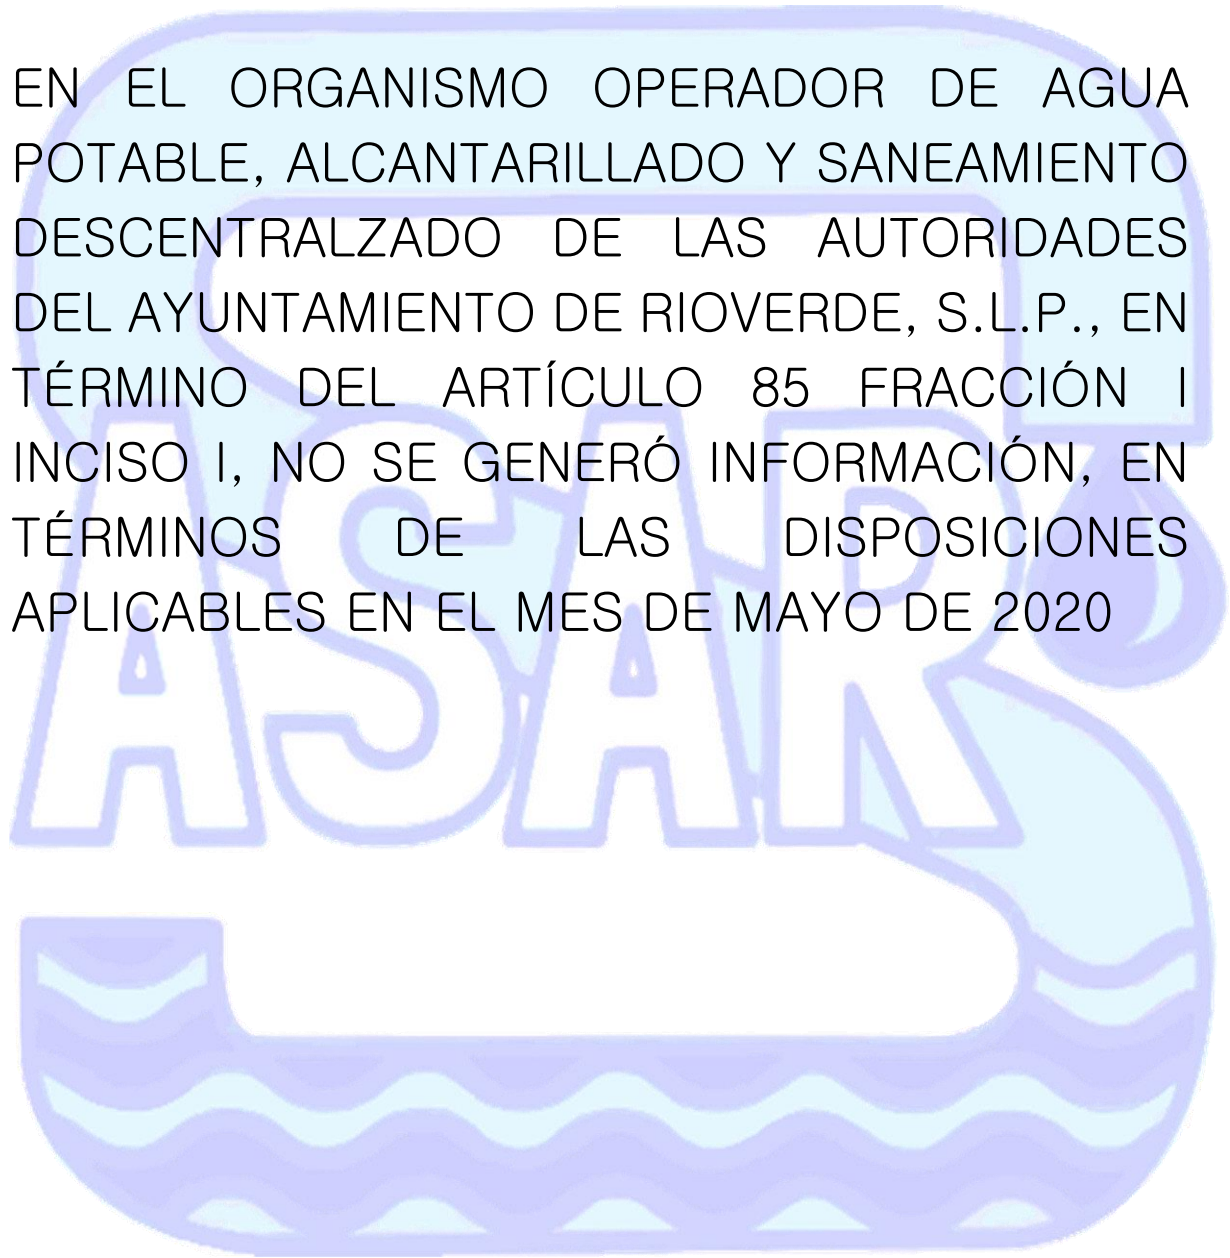 EN EL ORGANISMO OPERADOR DE AGUA
POTABLE, ALCANTARILLADO Y SANEAMIENTO
DESCENTRALZADO DE LAS AUTORIDADES
DEL AYUNTAMIENTO DE RIOVERDE, S.L.P., EN
TÉRMINO DEL ARTÍCULO 85 FRACCIÓN I
INCISO I, NO SE GENERÓ INFORMACIÓN, EN
TÉRMINOS DE LAS DISPOSICIONES
APLICABLES EN EL MES DE MAYO DE 2020
SASAR